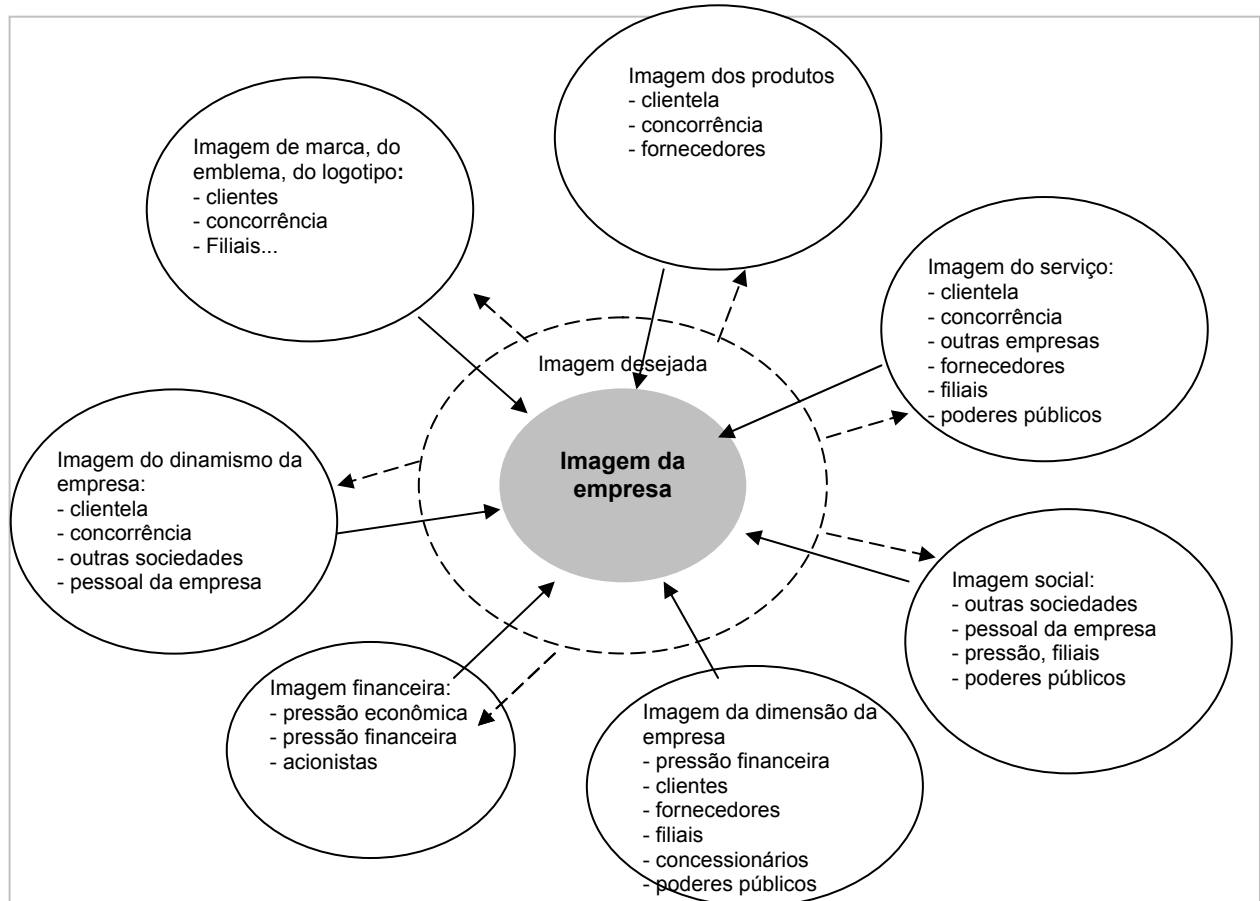 Imagem dos produtos
- clientela
- concorrência
- fornecedores
Imagem de marca, do
emblema, do logotipo:
- clientes
- concorrência
- Filiais...
Imagem do serviço:
- clientela
- concorrência
- outras empresas
- fornecedores
- filiais
- poderes públicos
Imagem desejada
Imagem da
empresa
Imagem do dinamismo da
empresa:
- clientela
- concorrência
- outras sociedades
- pessoal da empresa
Imagem social:
- outras sociedades
- pessoal da empresa
- pressão, filiais
- poderes públicos
Imagem financeira:
- pressão econômica
- pressão financeira
- acionistas
Imagem da dimensão da
empresa
- pressão financeira
- clientes
- fornecedores
- filiais
- concessionários
- poderes públicos